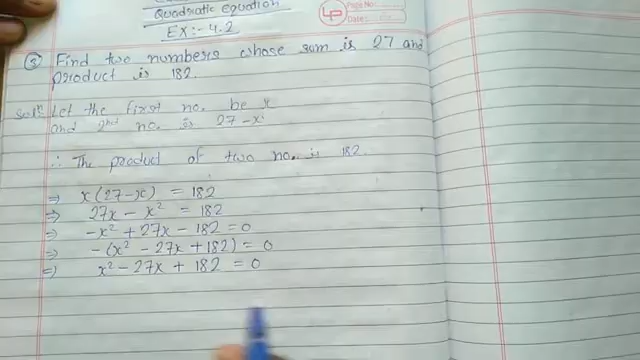 Quadratic Equation
Page No.
Date:
EX:- 4.2
③ Find two numbers whose sum is 27 and
product is 182.
Solⁿ: Let the first no. be x
and 2nd no. is 27-x
∴ The product of two no. is 182.
⇒ x(27-x) = 182
⇒ 27x - x² = 182
⇒ -x² + 27x - 182 = 0
⇒ -(x² - 27x + 182) = 0
⇒ x² - 27x + 182 = 0